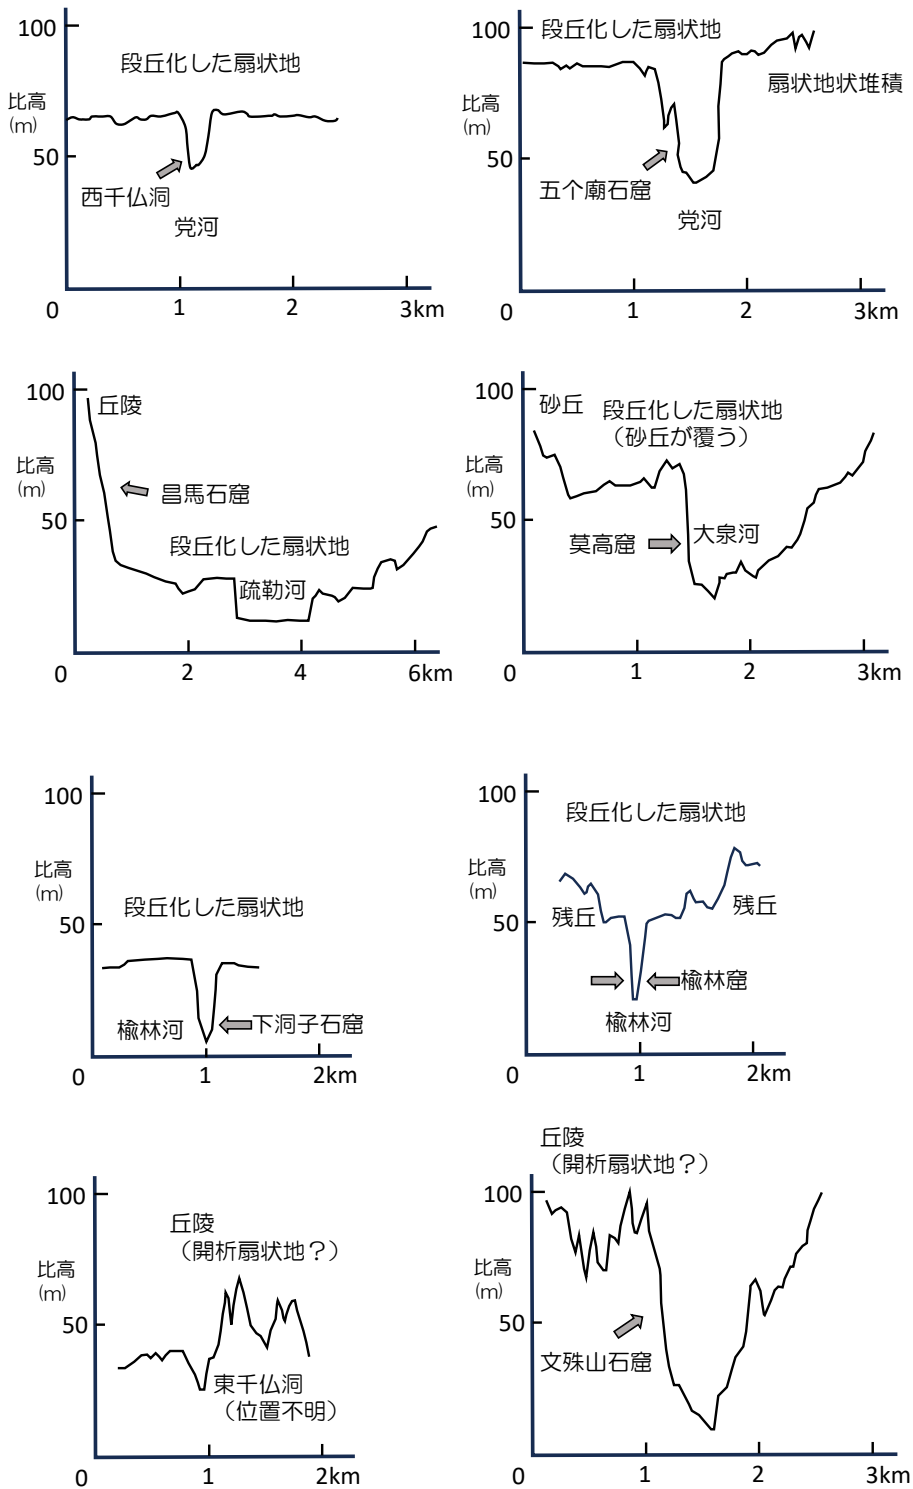 100
段丘化した扇状地
比高
(m)
50
西千仏洞
党河
0
1
2
3km
100
段丘化した扇状地
扇状地状堆積
比高
(m)
50
五个廟石窟
党河
0
1
2
3km
100
丘陵
比高
(m)
昌馬石窟
50
段丘化した扇状地
疏勒河
0
2
4
6km
100
砂丘
段丘化した扇状地
(砂丘が覆う)
比高
(m)
50
莫高窟
大泉河
0
1
2
3km
100
比高
(m)
段丘化した扇状地
50
楡林河
下洞子石窟
0
1
2km
100
段丘化した扇状地
比高
(m)
残丘
残丘
50
楡林窟
楡林河
0
1
2km
100
丘陵
(開析扇状地?)
比高
(m)
50
東千仏洞
(位置不明)
0
1
2km
丘陵
(開析扇状地?)
100
比高
(m)
50
文殊山石窟
0
1
2
3km